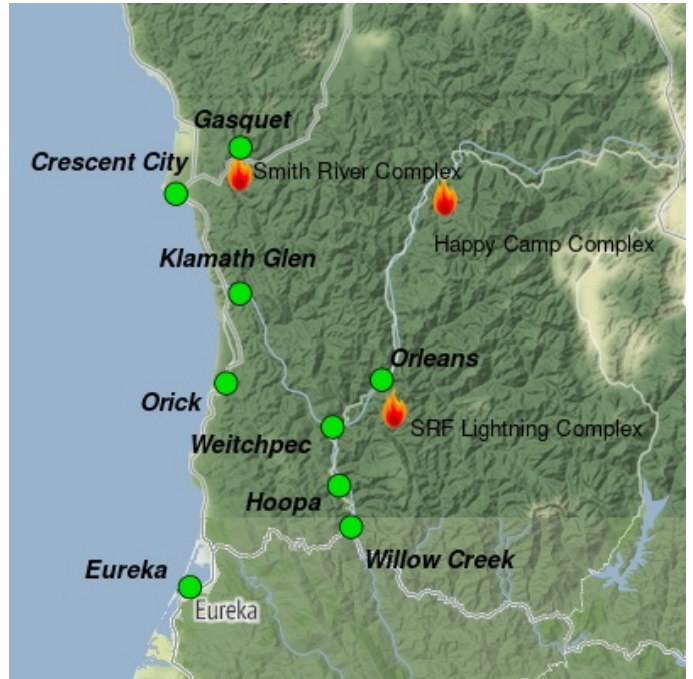 Gasquet
Crescent City
Smith River Complex
Happy Camp Complex
Klamath Glen
Orleans
Orick
SRF Lightning Complex
Weitchpec
Hoopa
Willow Creek
Eureka
Eureka